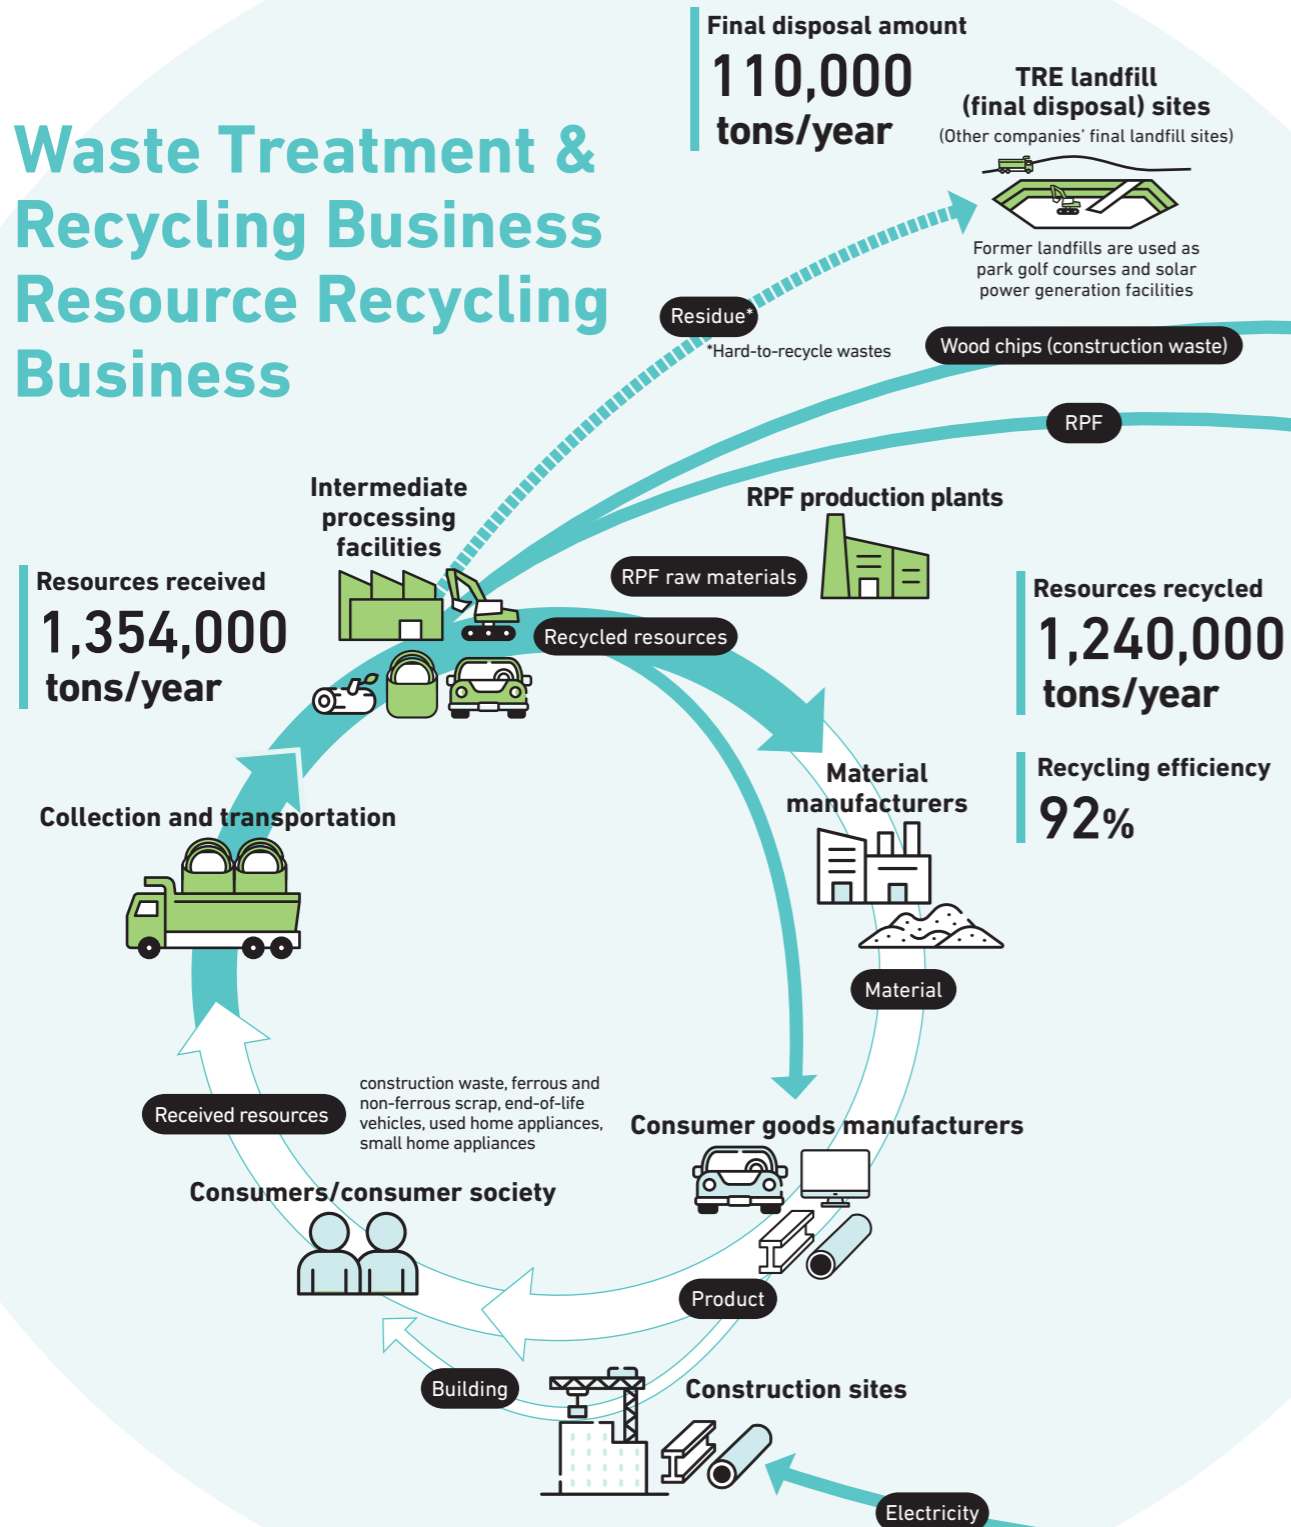 Final disposal amount
110,000
tons/year
TRE landfill
(final disposal) sites
(Other companies' final landfill sites)
Former landfills are used as
park golf courses and solar
power generation facilities
Waste Treatment &
Recycling Business
Resource Recycling
Business
Residue*
*Hard-to-recycle wastes
Wood chips (construction waste)
RPF
Intermediate
processing
facilities
RPF production plants
RPF raw materials
Resources received
1,354,000
tons/year
Recycled resources
Resources recycled
1,240,000
tons/year
Recycling efficiency
92%
Material
manufacturers
Collection and transportation
Material
Received resources
construction waste, ferrous and
non-ferrous scrap, end-of-life
vehicles, used home appliances,
small home appliances
Consumer goods manufacturers
Consumers/consumer society
Product
Building
Construction sites
Electricity